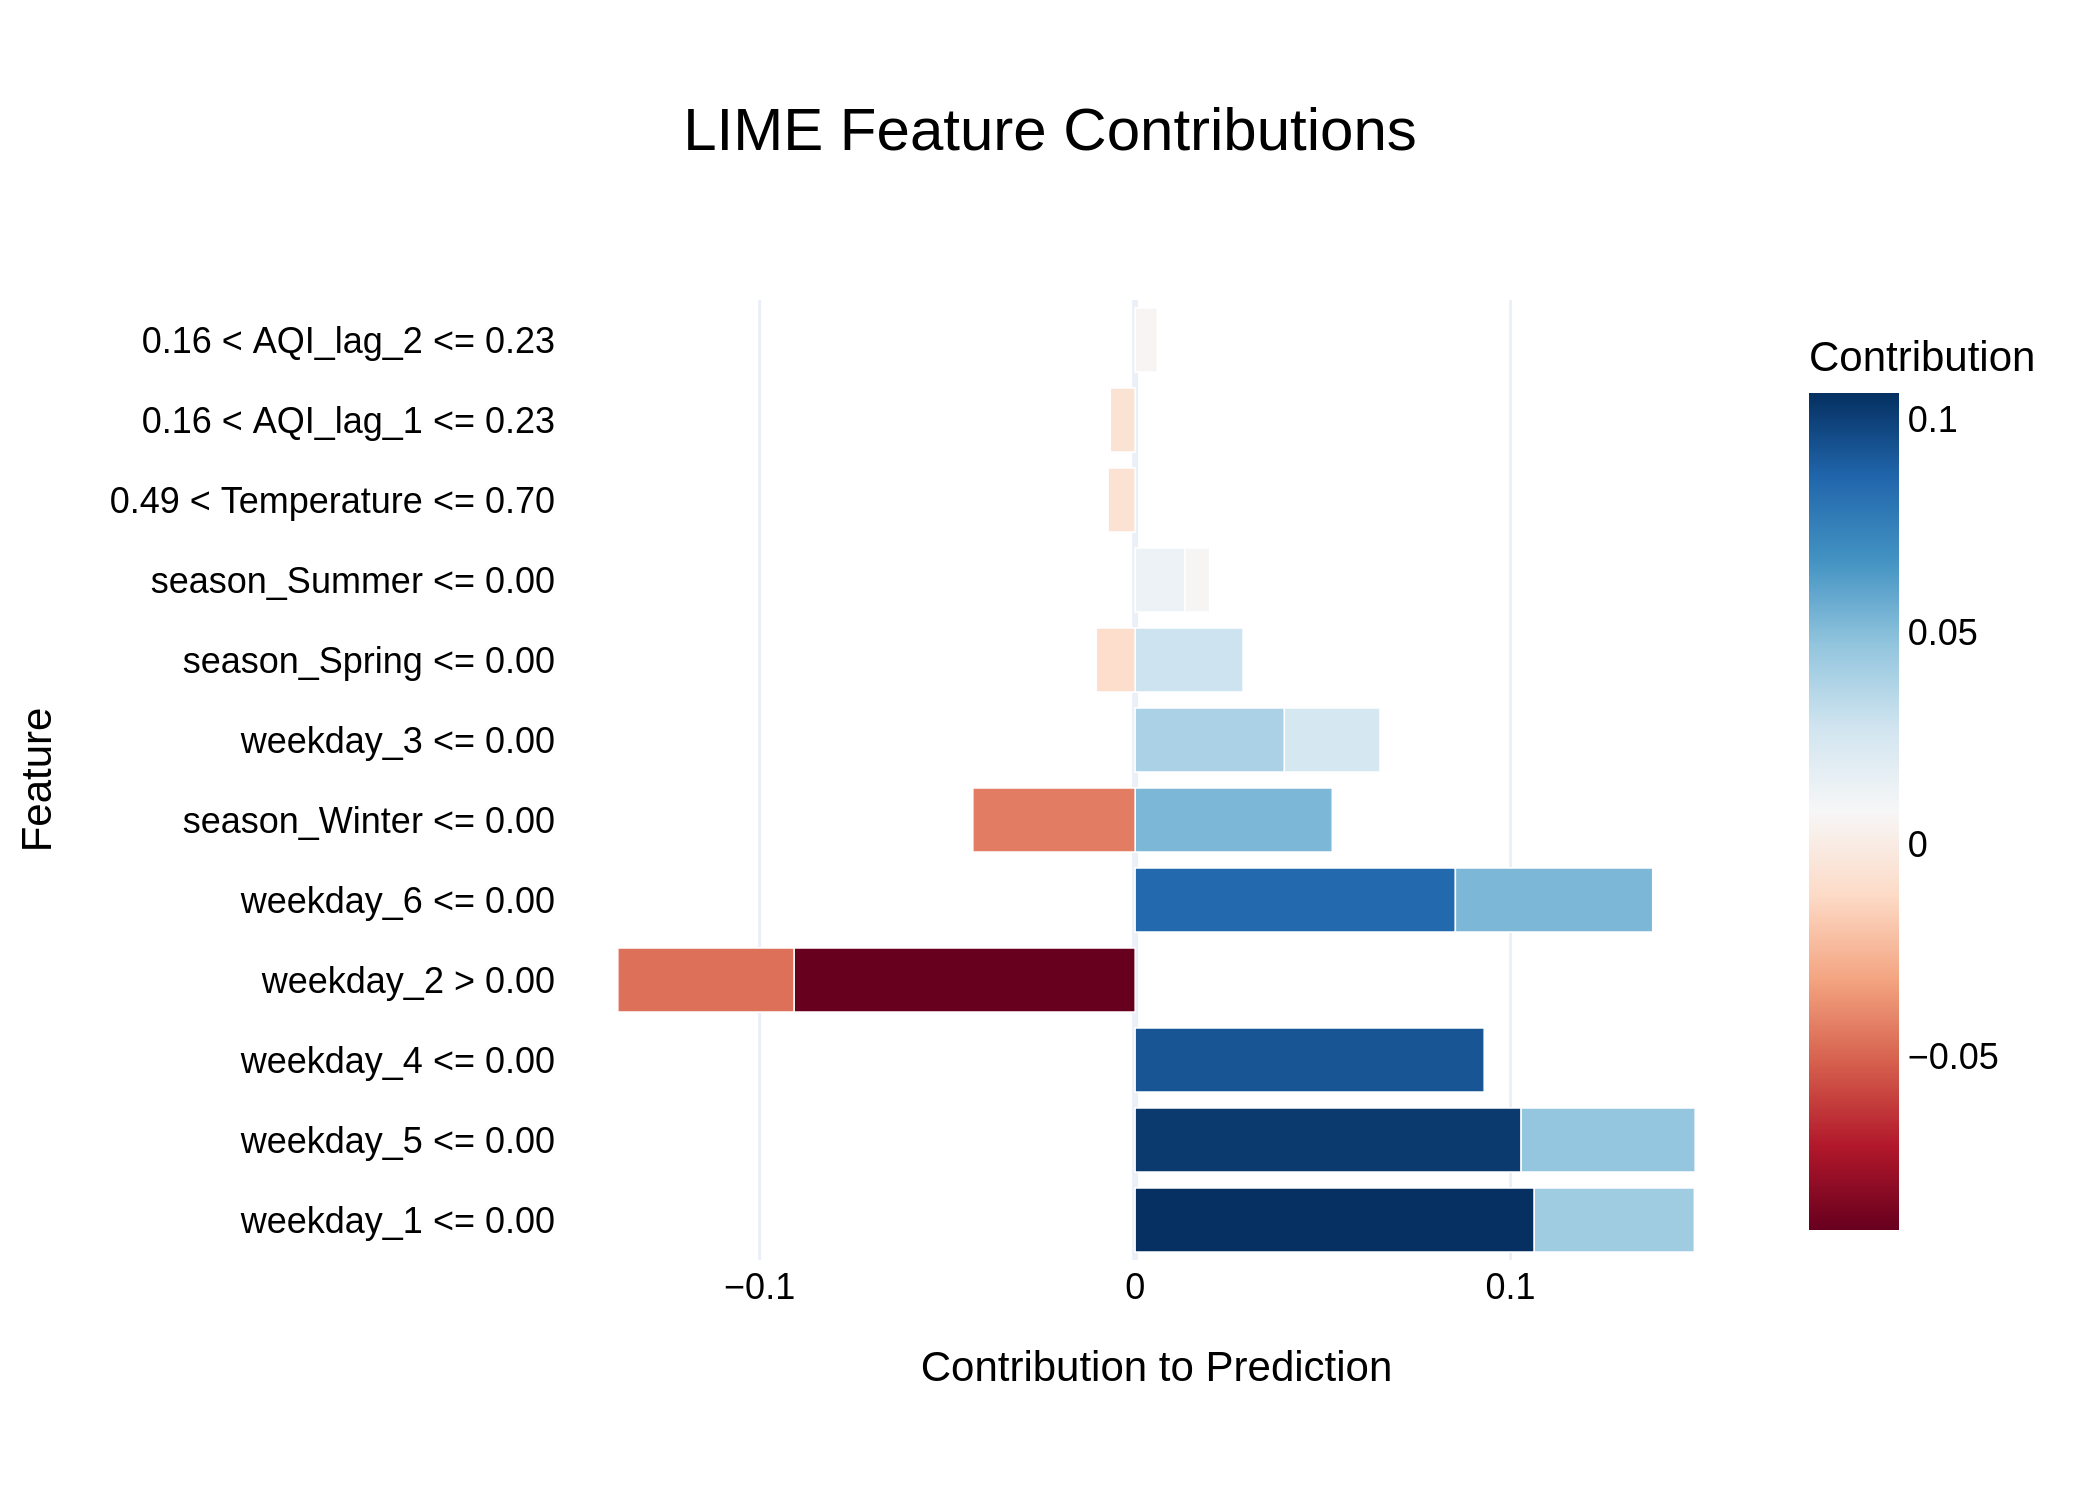 LIME Feature Contributions
0.16 < AQI_lag_2 <= 0.23
0.16 < AQI_lag_1 <= 0.23
0.49 < Temperature <= 0.70
season_Summer <= 0.00
season_Spring <= 0.00
weekday_3 <= 0.00
season_Winter <= 0.00
weekday_6 <= 0.00
weekday_2 > 0.00
weekday_4 <= 0.00
weekday_5 <= 0.00
weekday_1 <= 0.00
Feature
−0.1
0
0.1
Contribution to Prediction
Contribution
0.1
0.05
0
−0.05